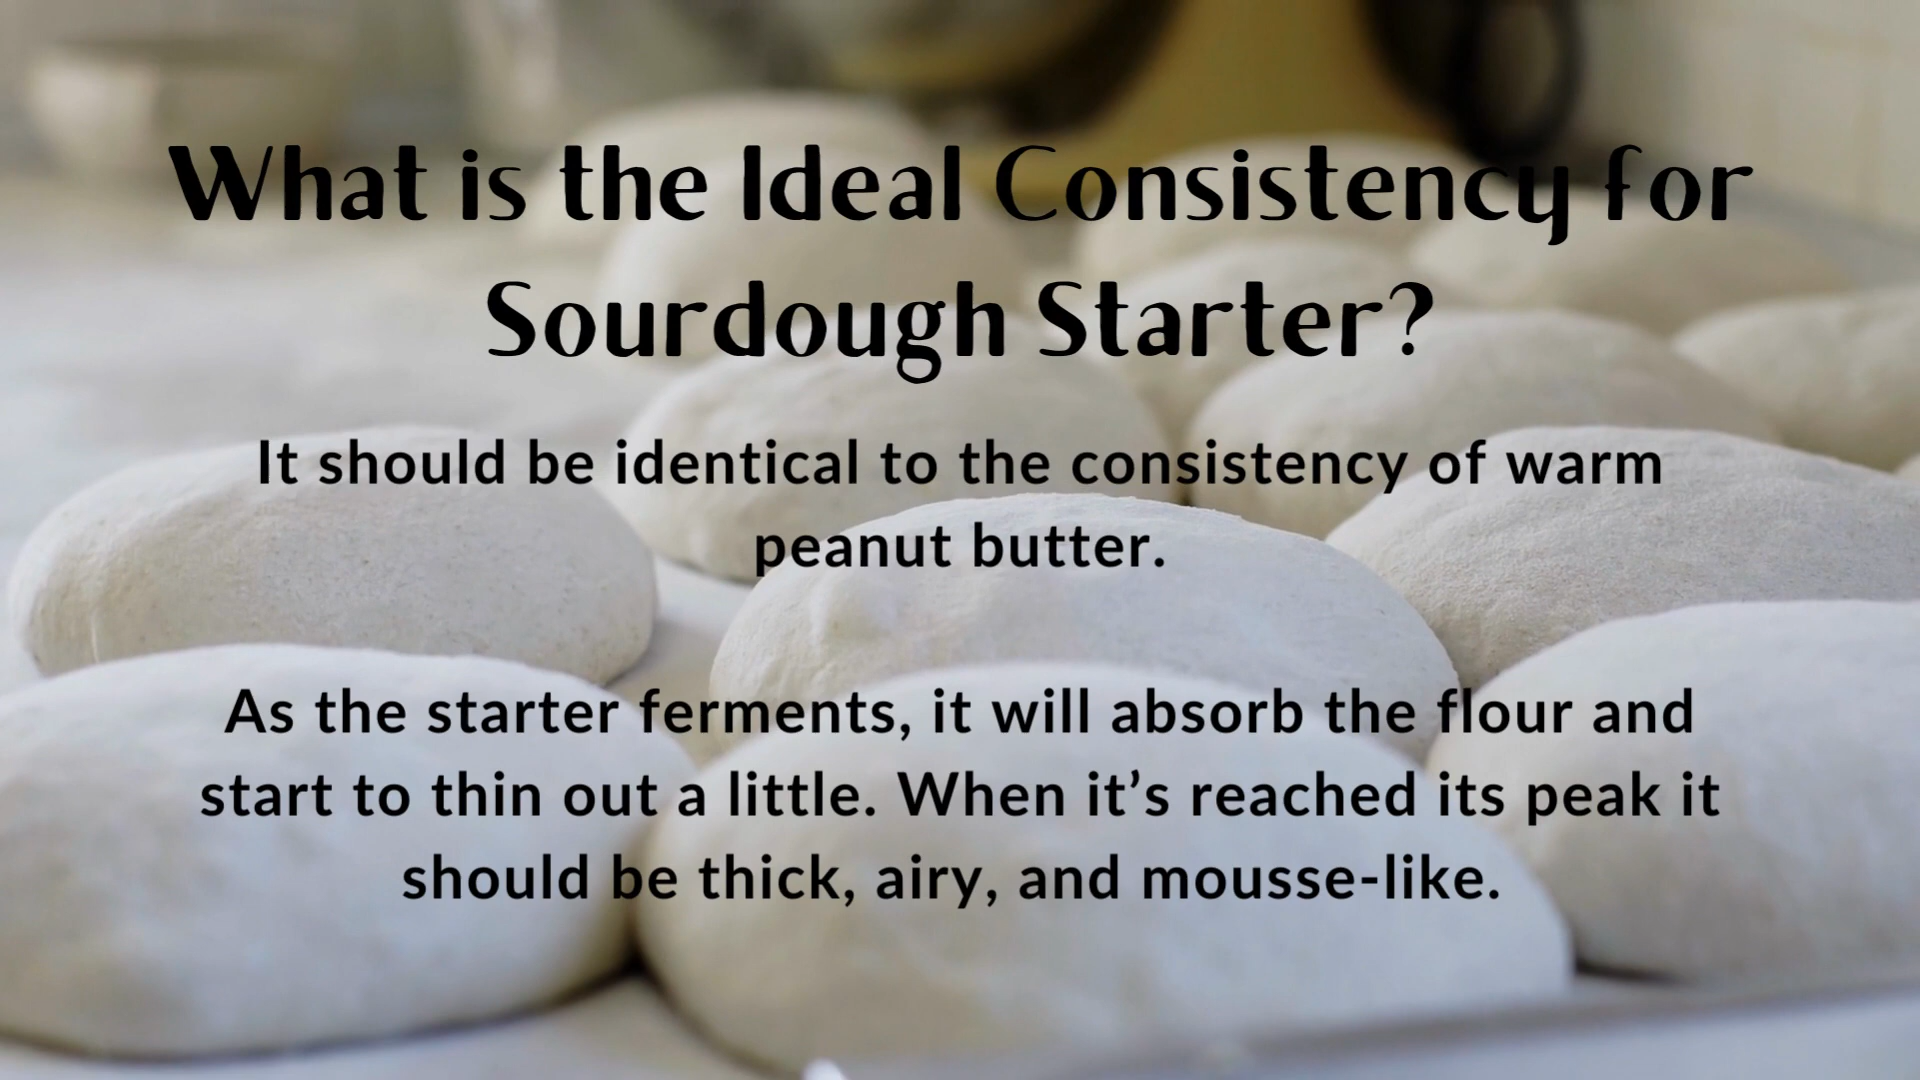 What is the Ideal Consistency for
Sourdough Starter?
It should be identical to the consistency of warm
peanut butter.
As the starter ferments, it will absorb the flour and
start to thin out a little. When it’s reached its peak it
should be thick, airy, and mousse-like.